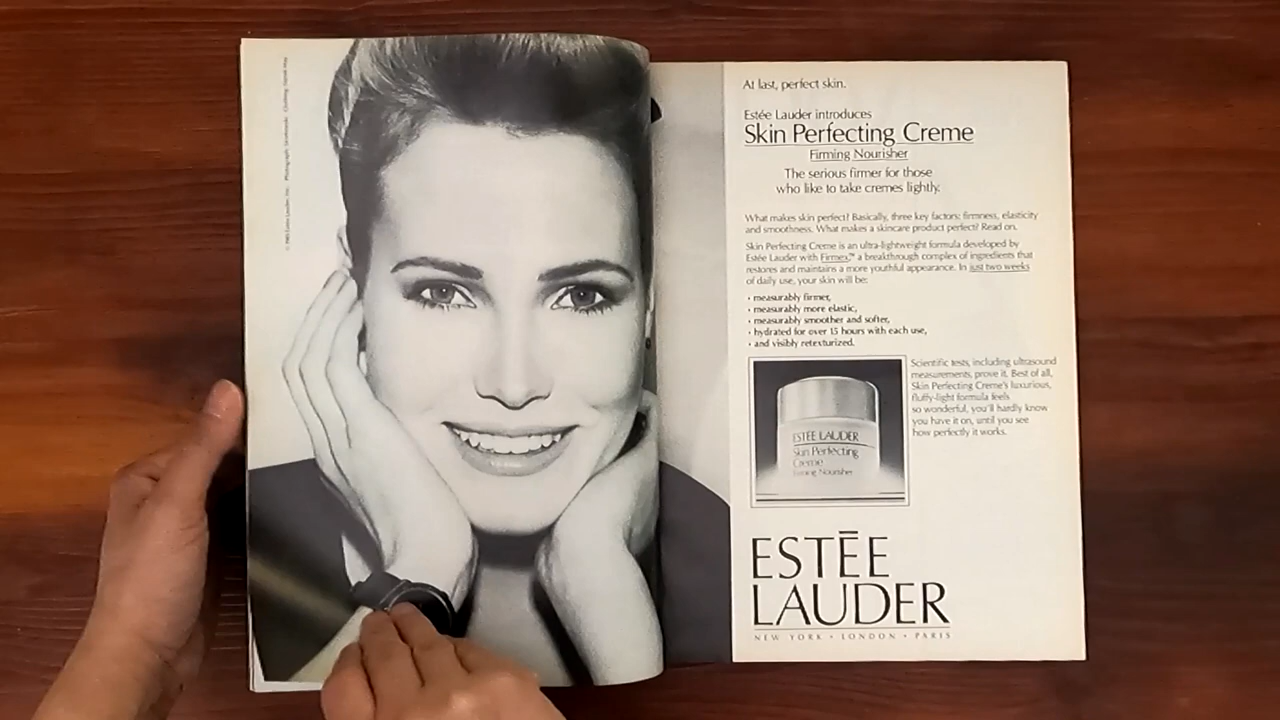 © 1985 Estee Lauder, Inc. Photograph: Skrebneski
At last, perfect skin.
Estée Lauder introduces
Skin Perfecting Creme
Firming Nourisher
The serious firmer for those
who like to take cremes lightly.
What makes skin perfect? Basically, three key factors: firmness, elasticity
and smoothness. What makes a skincare product perfect? Read on.
Skin Perfecting Creme is an ultra-lightweight formula developed by
Estée Lauder with Firmex,™ a breakthrough complex of ingredients that
restores and maintains a more youthful appearance. In just two weeks
of daily use, your skin will be:
• measurably firmer,
• measurably more elastic,
• measurably smoother and softer,
• hydrated for over 15 hours with each use,
• and visibly retexturized.
Scientific tests, including ultrasound
measurements, prove it. Best of all,
Skin Perfecting Creme's luxurious,
fluffy-light formula feels
so wonderful, you'll hardly know
you have it on, until you see
how perfectly it works.
ESTĒE LAUDER
Skin Perfecting
Creme
Firming Nourisher
ESTĒE
LAUDER
NEW YORK • LONDON • PARIS